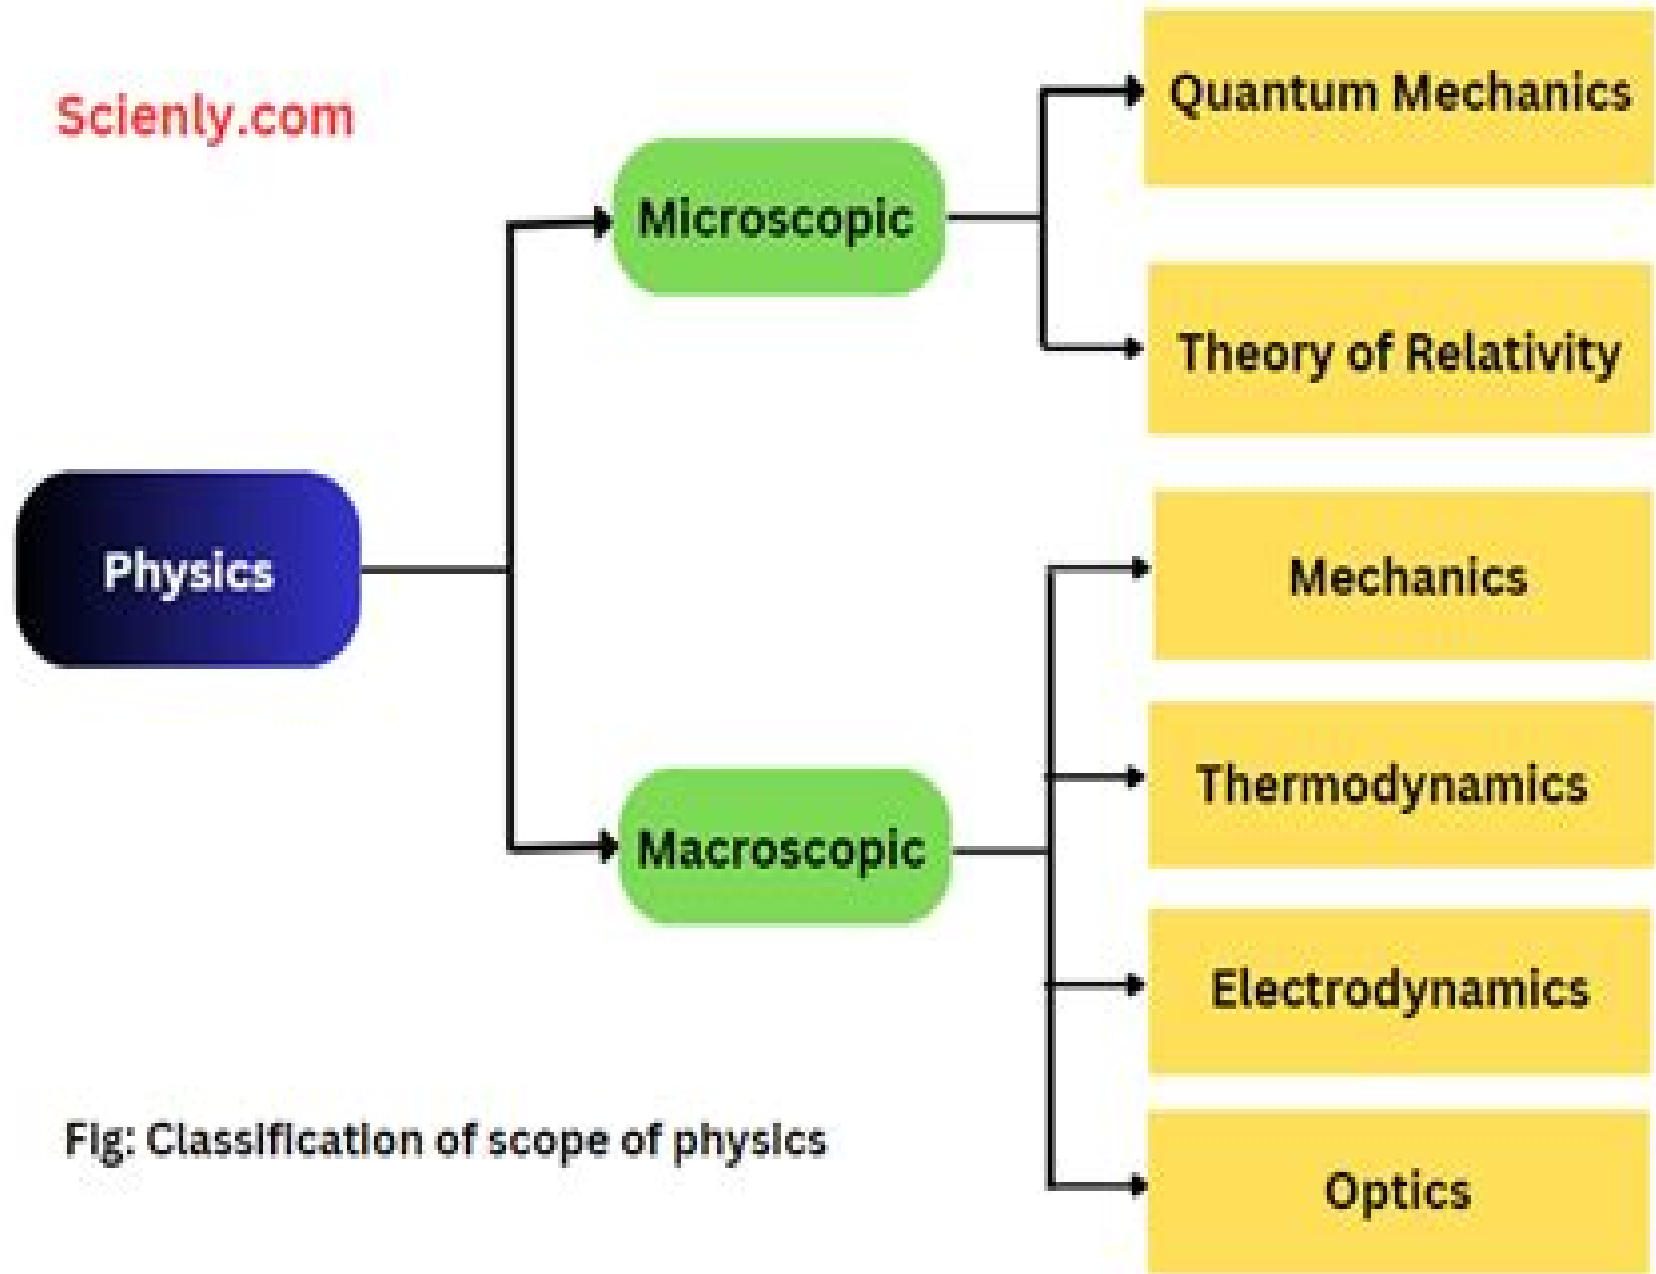 Scienly.com
Physics
Microscopic
Quantum Mechanics
Theory of Relativity
Macroscopic
Mechanics
Thermodynamics
Electrodynamics
Optics
Fig: Classification of scope of physics